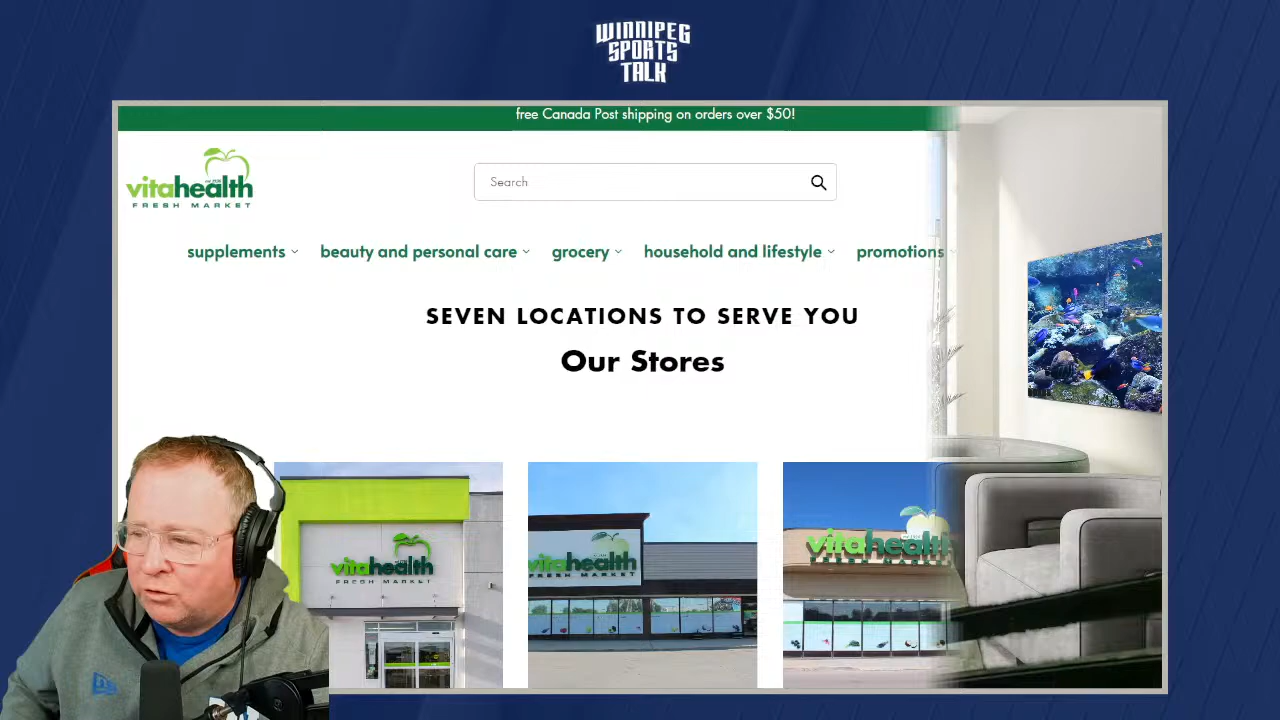 WINNIPEG
SPORTS
TALK
free Canada Post shipping on orders over $50!
vitahealth
FRESH MARKET
Search
supplements
beauty and personal care
grocery
household and lifestyle
promotions
SEVEN LOCATIONS TO SERVE YOU
Our Stores
vitahealth
FRESH MARKET
vitahealth
FRESH MARKET
vitahealth